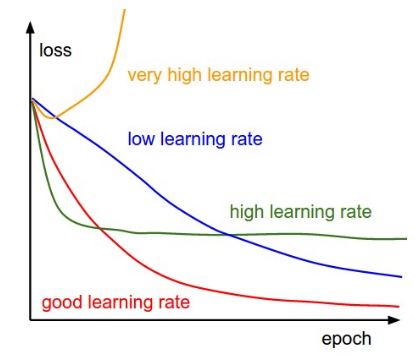 loss
very high learning rate
low learning rate
high learning rate
good learning rate
epoch